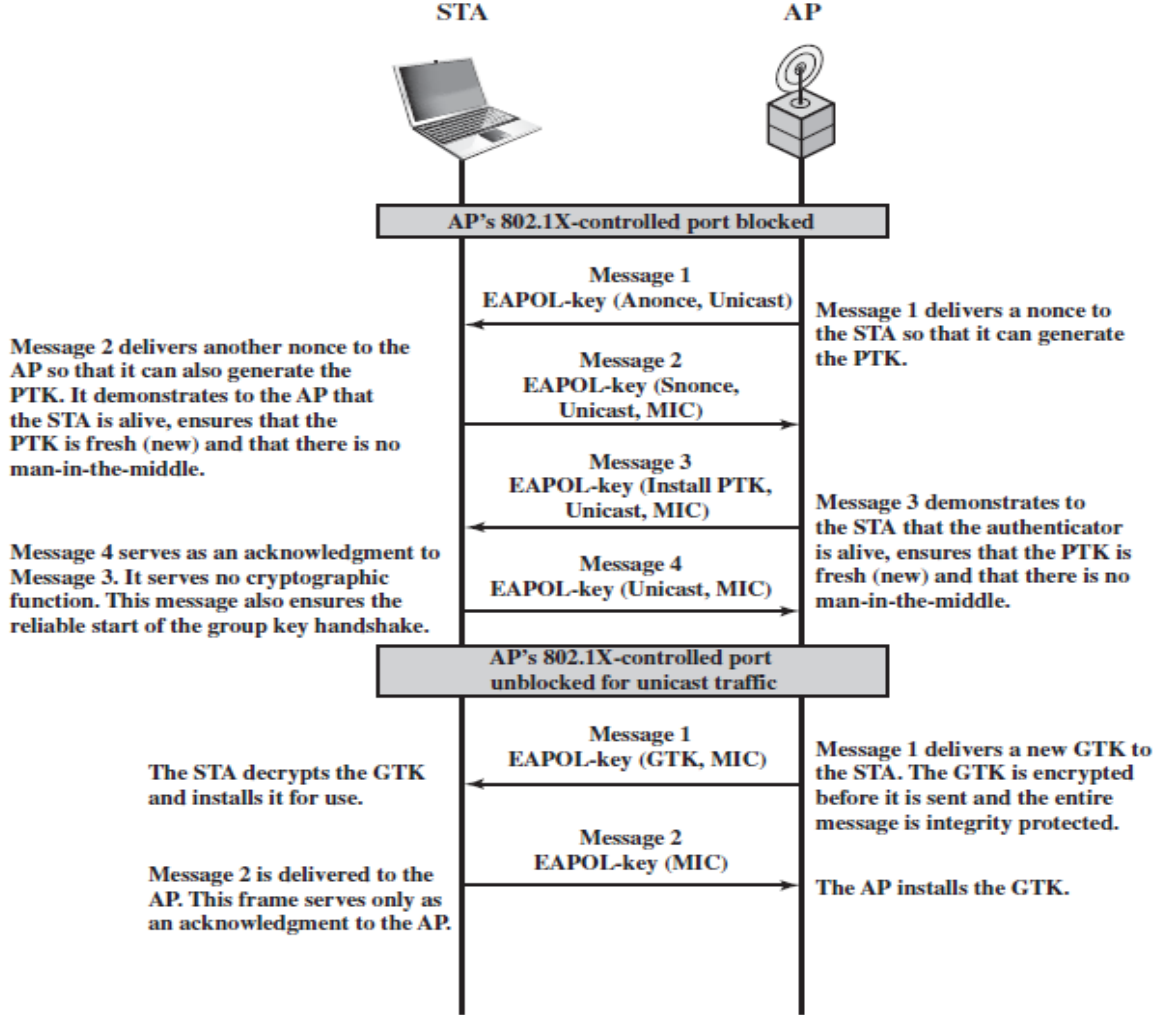 STA
AP
AP's 802.1X-controlled port blocked
Message 1
EAPOL-key (Anonce, Unicast)
Message 1 delivers a nonce to
the STA so that it can generate
the PTK.
Message 2 delivers another nonce to the
AP so that it can also generate the
PTK. It demonstrates to the AP that
the STA is alive, ensures that the
PTK is fresh (new) and that there is no
man-in-the-middle.
Message 2
EAPOL-key (Snonce,
Unicast, MIC)
Message 3
EAPOL-key (Install PTK,
Unicast, MIC)
Message 3 demonstrates to
the STA that the authenticator
is alive, ensures that the PTK is
fresh (new) and that there is no
man-in-the-middle.
Message 4 serves as an acknowledgment to
Message 3. It serves no cryptographic
function. This message also ensures the
reliable start of the group key handshake.
Message 4
EAPOL-key (Unicast, MIC)
AP's 802.1X-controlled port
unblocked for unicast traffic
Message 1
EAPOL-key (GTK, MIC)
Message 1 delivers a new GTK to
the STA. The GTK is encrypted
before it is sent and the entire
message is integrity protected.
The STA decrypts the GTK
and installs it for use.
Message 2
EAPOL-key (MIC)
Message 2 is delivered to the
AP. This frame serves only as
an acknowledgment to the AP.
The AP installs the GTK.